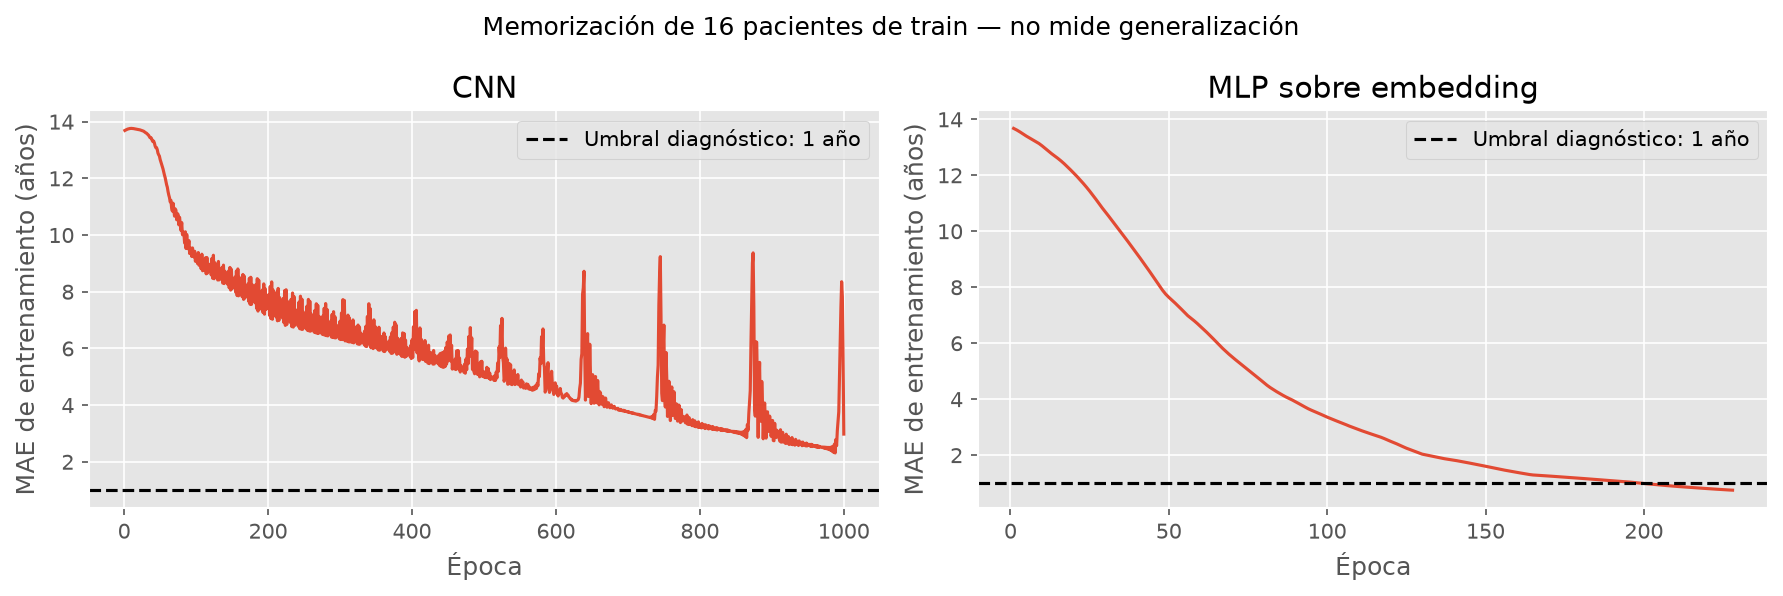 Memorización de 16 pacientes de train — no mide generalización
CNN
MAE de entrenamiento (años)
14
12
10
8
6
4
2
Umbral diagnóstico: 1 año
0
200
400
600
800
1000
Época
MLP sobre embedding
MAE de entrenamiento (años)
14
12
10
8
6
4
2
Umbral diagnóstico: 1 año
0
50
100
150
200
Época